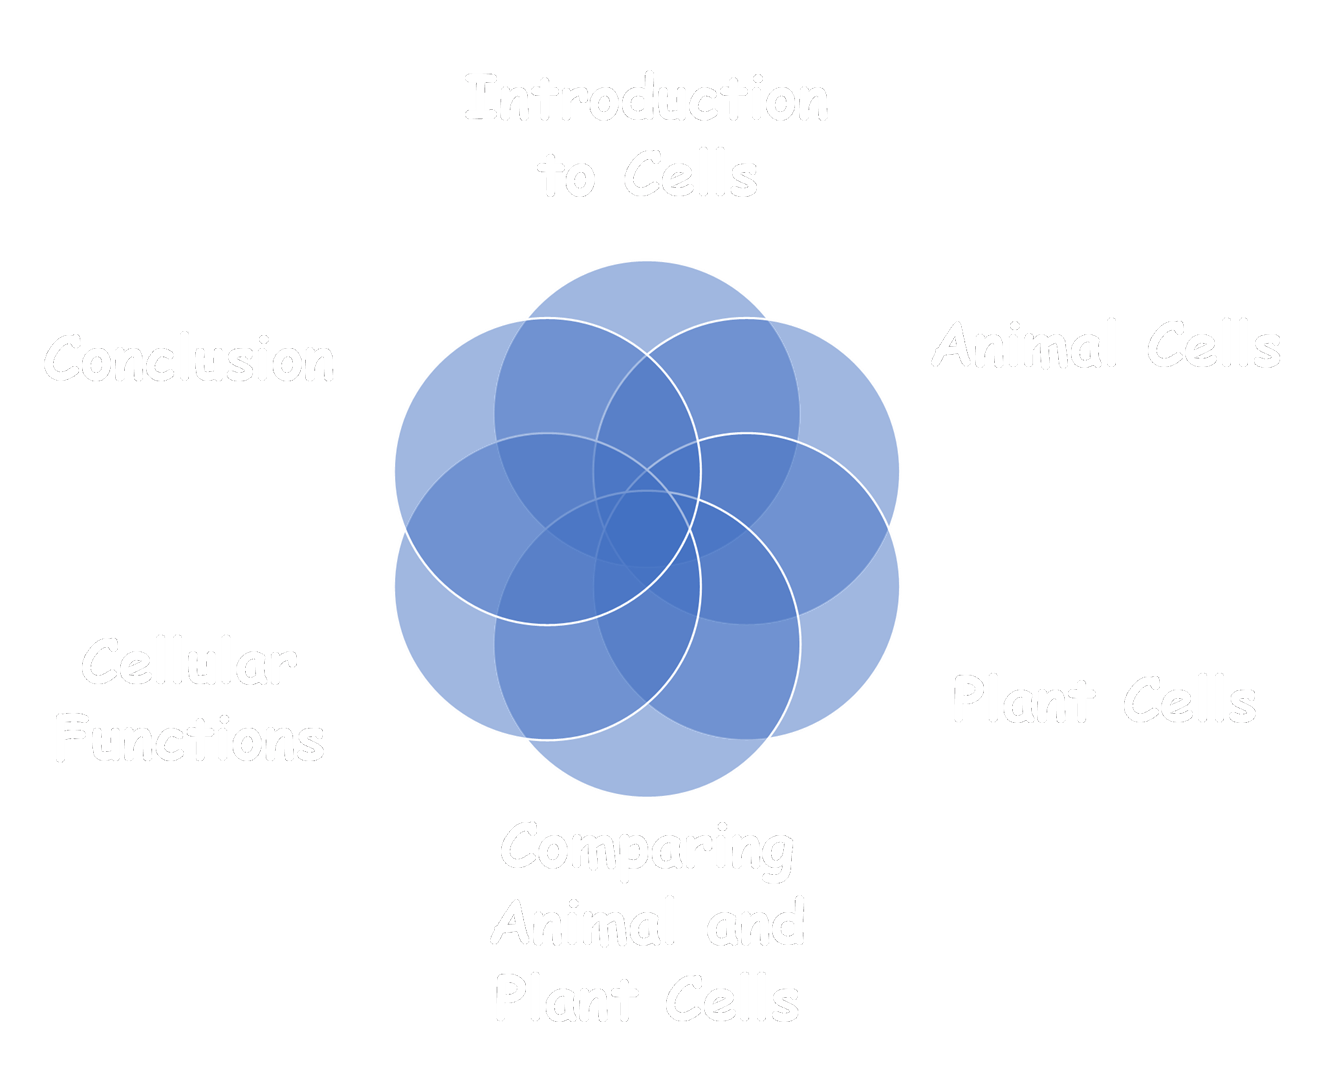 Introduction
to Cells
Animal Cells
Plant Cells
Comparing
Animal and
Plant Cells
Cellular
Functions
Conclusion